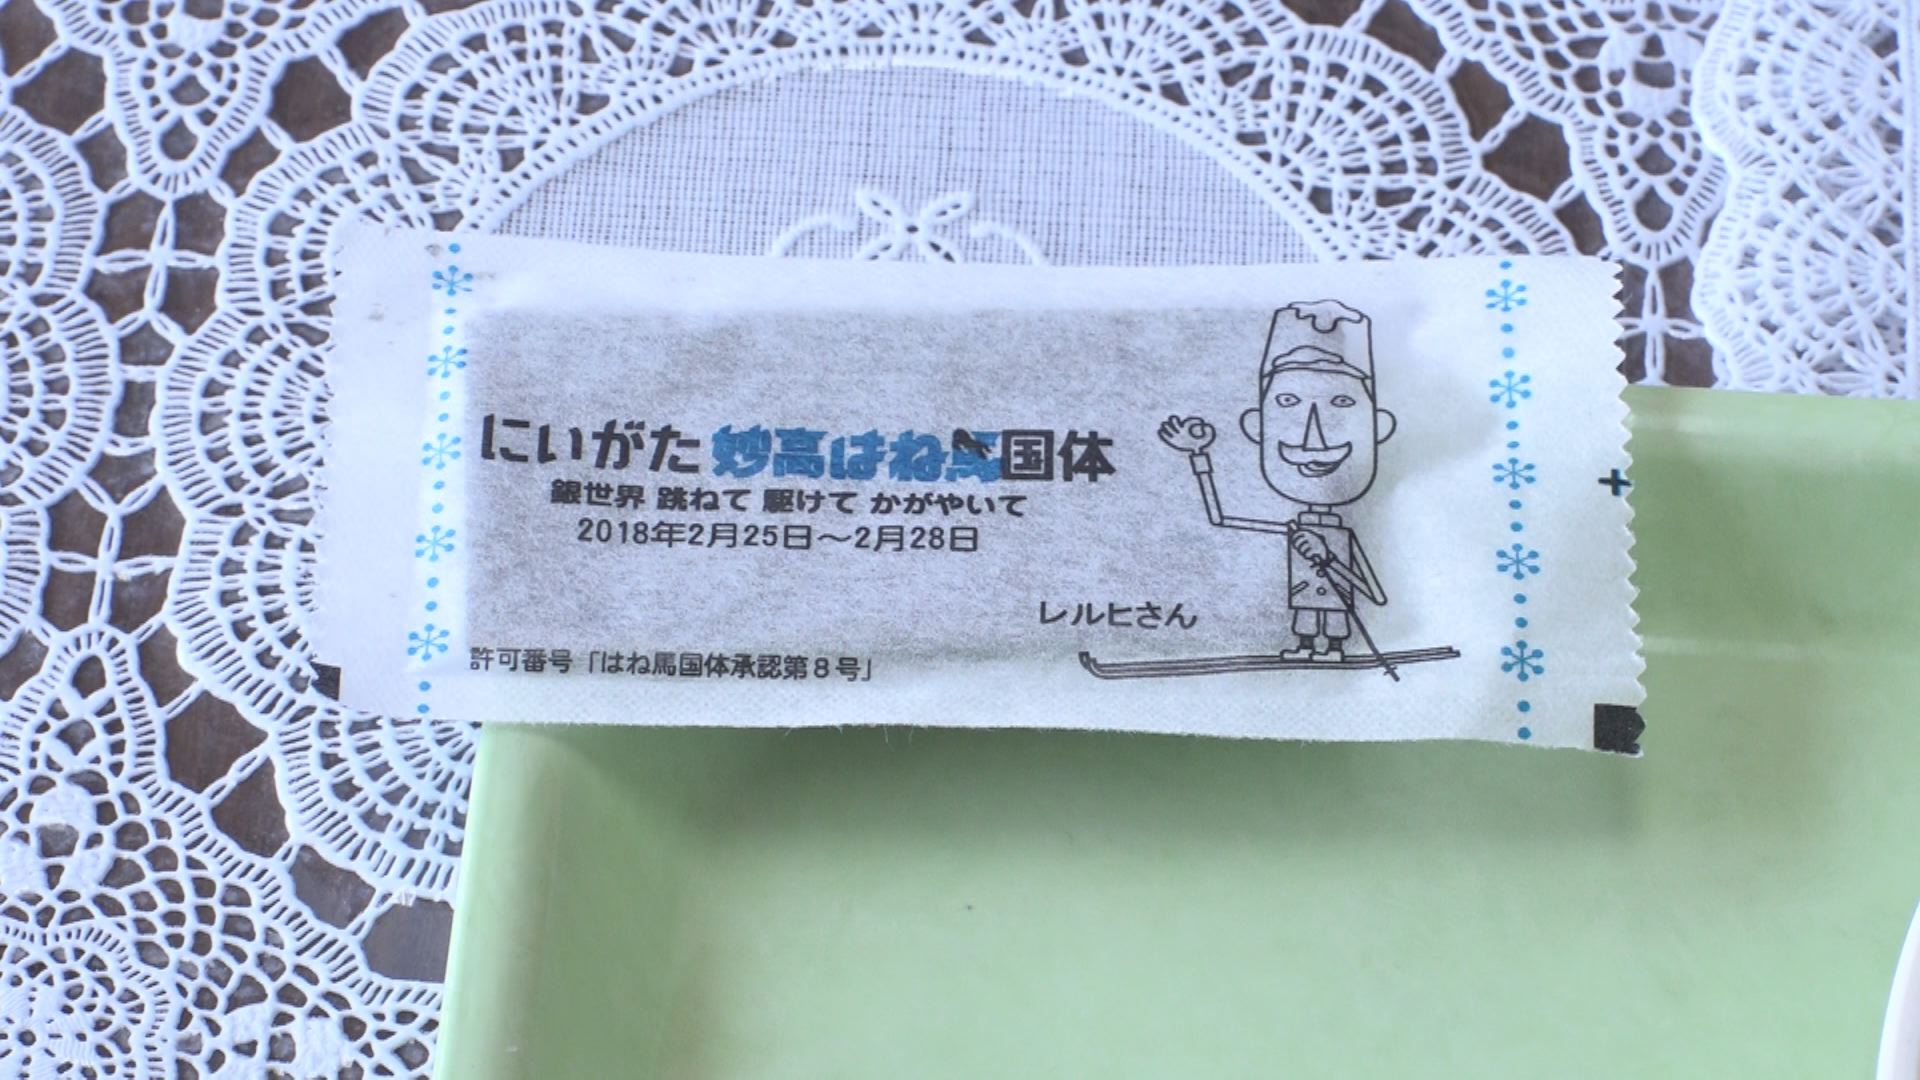 にいがた妙高はね馬国体
銀世界 跳ねて 駆けて かがやいて
2018年2月25日～2月28日
レルヒさん
許可番号「はね馬国体承認第8号」